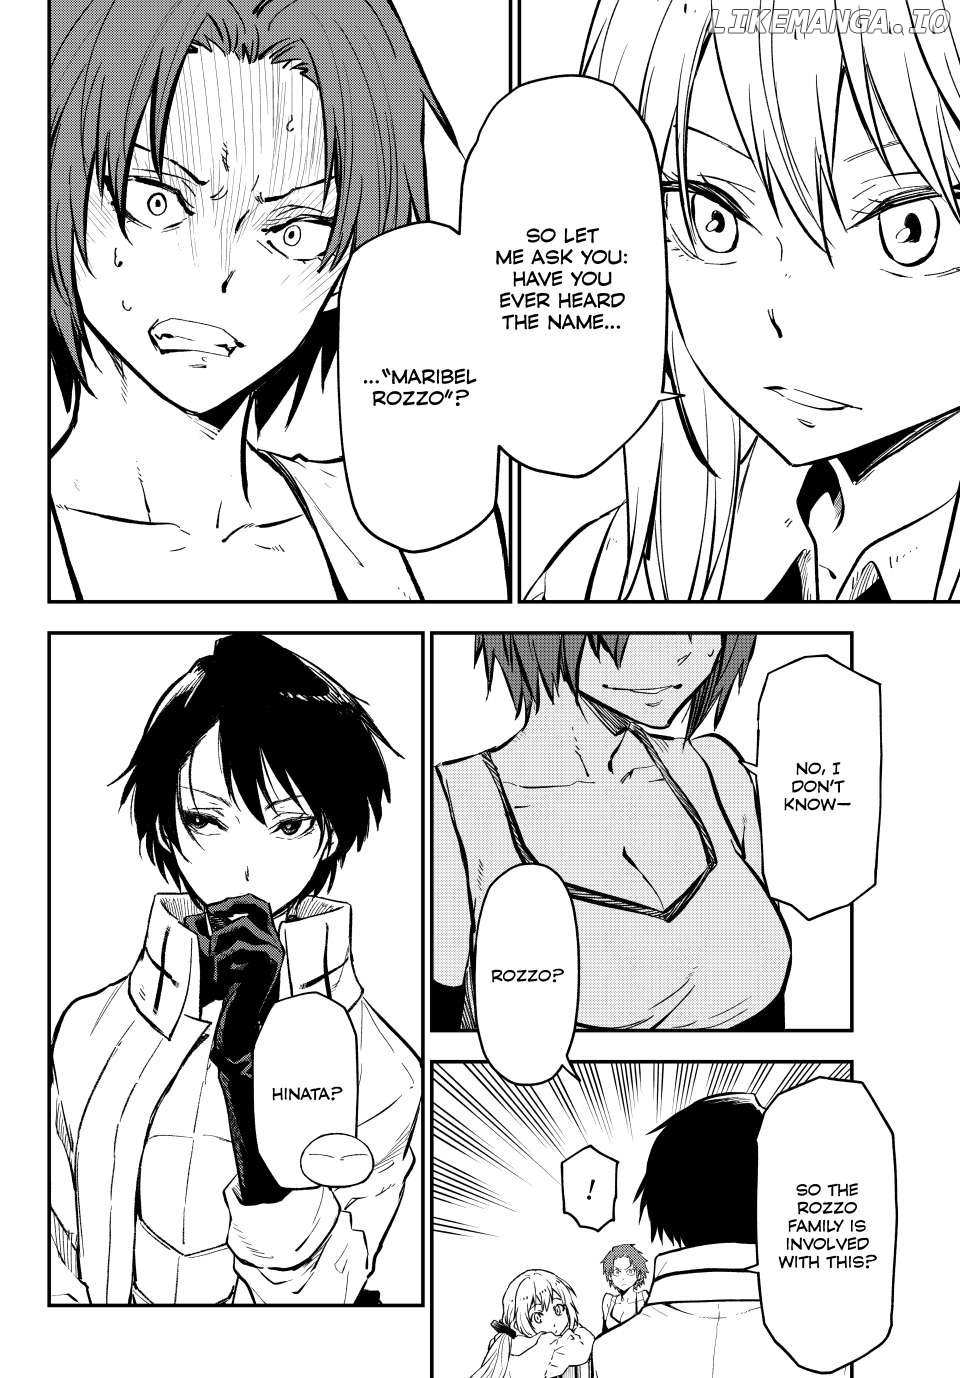 LIKEMANGA.IO
SO LET
ME ASK YOU:
HAVE YOU
EVER HEARD
THE NAME...
..."MARIBEL
ROZZO"?
NO, I
DON'T
KNOW—
ROZZO?
HINATA?
!
SO THE
ROZZO
FAMILY IS
INVOLVED
WITH THIS?